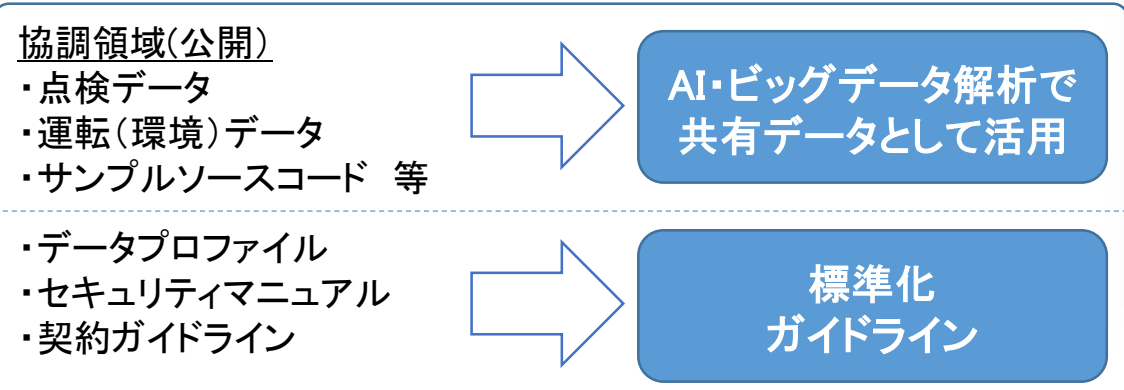 協調領域(公開)
・点検データ
・運転(環境)データ
・サンプルソースコード 等
AI・ビッグデータ解析で
共有データとして活用
・データプロファイル
・セキュリティマニュアル
・契約ガイドライン
標準化
ガイドライン